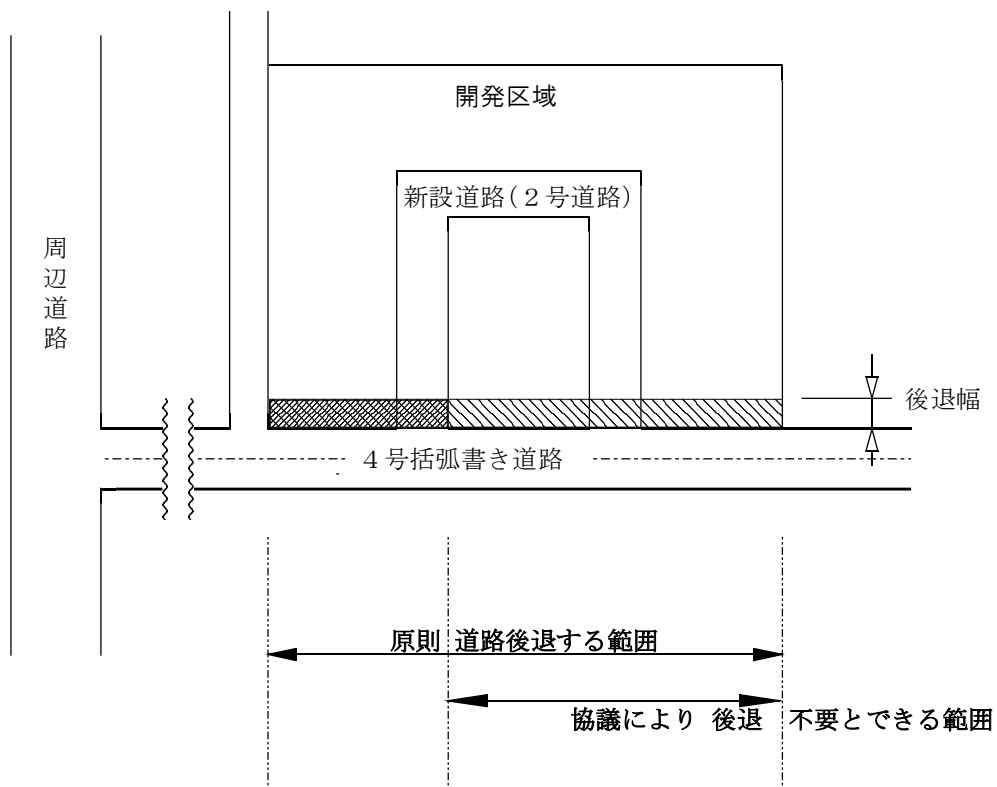 開発区域
新設道路(２号道路)
周辺道路
後退幅
４号括弧書き道路
原則 道路後退する範囲
協議により 後退 不要とできる範囲